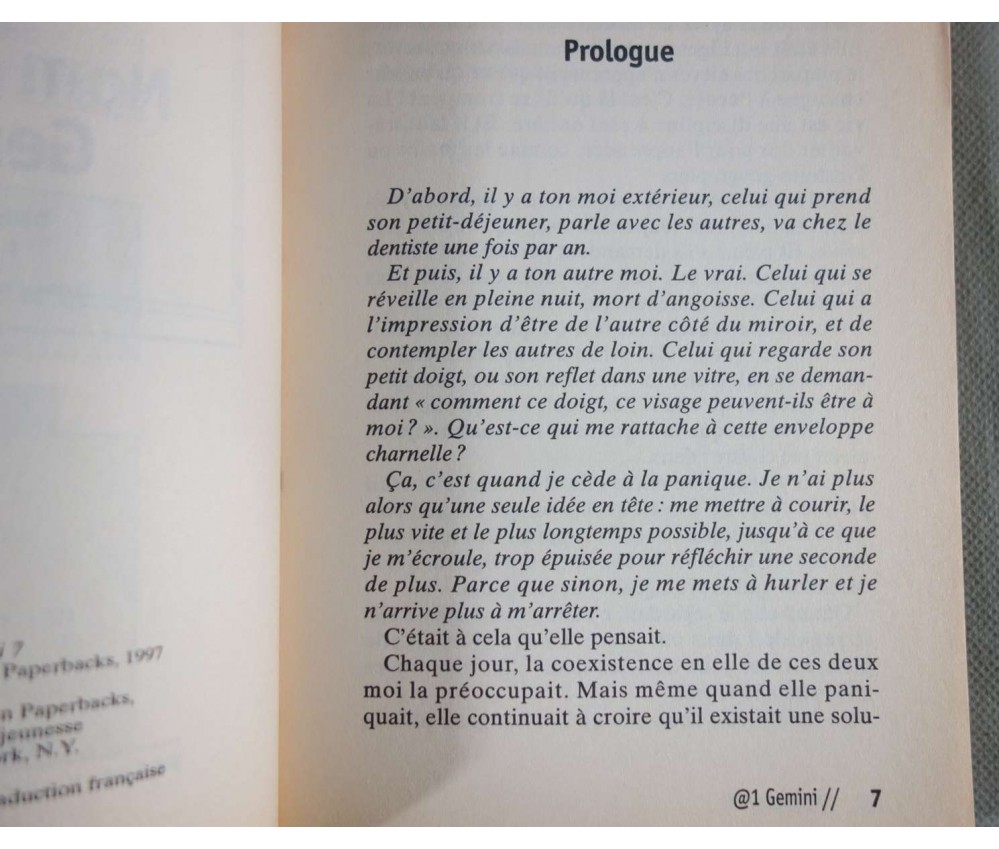 Prologue
D'abord, il y a ton moi extérieur, celui qui prend
son petit-déjeuner, parle avec les autres, va chez le
dentiste une fois par an.
Et puis, il y a ton autre moi. Le vrai. Celui qui se
réveille en pleine nuit, mort d'angoisse. Celui qui a
l'impression d'être de l'autre côté du miroir, et de
contempler les autres de loin. Celui qui regarde son
petit doigt, ou son reflet dans une vitre, en se deman-
dant « comment ce doigt, ce visage peuvent-ils être à
moi ? ». Qu'est-ce qui me rattache à cette enveloppe
charnelle ?
Ça, c'est quand je cède à la panique. Je n'ai plus
alors qu'une seule idée en tête : me mettre à courir, le
plus vite et le plus longtemps possible, jusqu'à ce que
je m'écroule, trop épuisée pour réfléchir une seconde
de plus. Parce que sinon, je me mets à hurler et je
n'arrive plus à m'arrêter.
C'était à cela qu'elle pensait.
Chaque jour, la coexistence en elle de ces deux
moi la préoccupait. Mais même quand elle pani-
quait, elle continuait à croire qu'il existait une solu-
@1 Gemini // 7
7
Paperbacks, 1997
n Paperbacks,
jeunesse
ork, N.Y.
aduction française